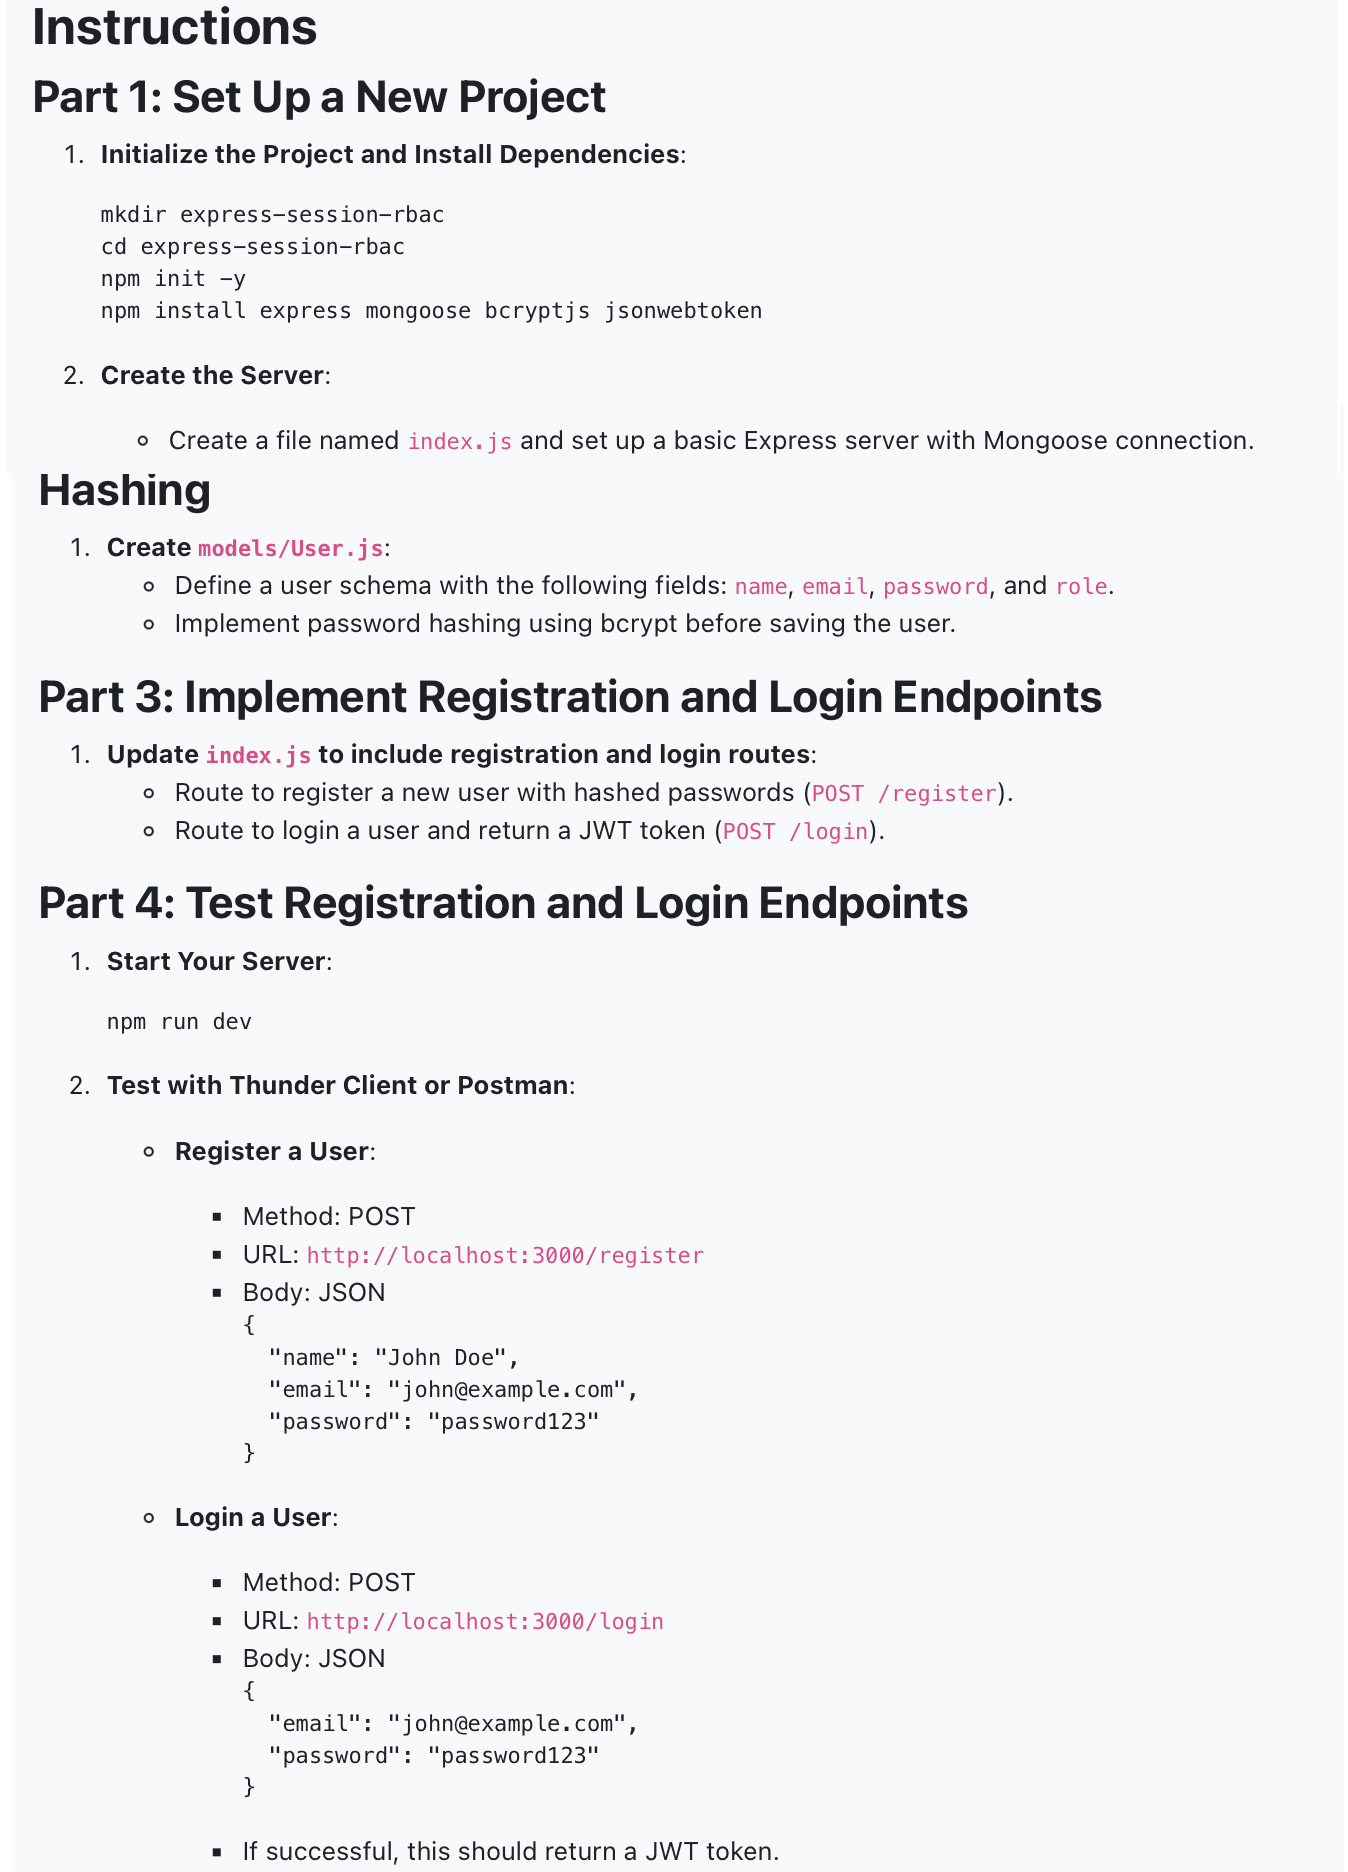 Instructions
Part 1: Set Up a New Project
1. Initialize the Project and Install Dependencies:
mkdir express-session-rbac
cd express-session-rbac
npm init -y
npm install express mongoose bcryptjs jsonwebtoken
2. Create the Server:
Create a file named index.js and set up a basic Express server with Mongoose connection.
Hashing
1. Create models/User.js:
Define a user schema with the following fields: name, email, password, and role.
Implement password hashing using bcrypt before saving the user.
Part 3: Implement Registration and Login Endpoints
1. Update index.js to include registration and login routes:
Route to register a new user with hashed passwords (POST /register).
Route to login a user and return a JWT token (POST /login).
Part 4: Test Registration and Login Endpoints
1. Start Your Server:
npm run dev
2. Test with Thunder Client or Postman:
Register a User:
Method: POST
URL: http://localhost:3000/register
Body: JSON
{
"name": "John Doe",
"email": "john@example.com",
"password": "password123"
}
Login a User:
Method: POST
URL: http://localhost:3000/login
Body: JSON
{
"email": "john@example.com",
"password": "password123"
}
If successful, this should return a JWT token.